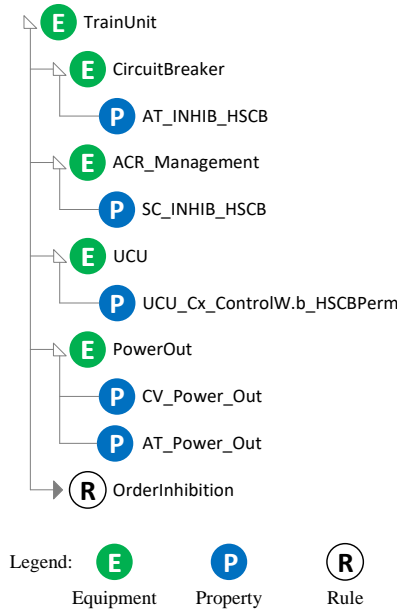 E TrainUnit
E CircuitBreaker
P AT_INHIB_HSCB
E ACR_Management
P SC_INHIB_HSCB
E UCU
P UCU_Cx_ControlW.b_HSCBPerm
E PowerOut
P CV_Power_Out
P AT_Power_Out
R OrderInhibition
Legend: E P R
Equipment Property Rule